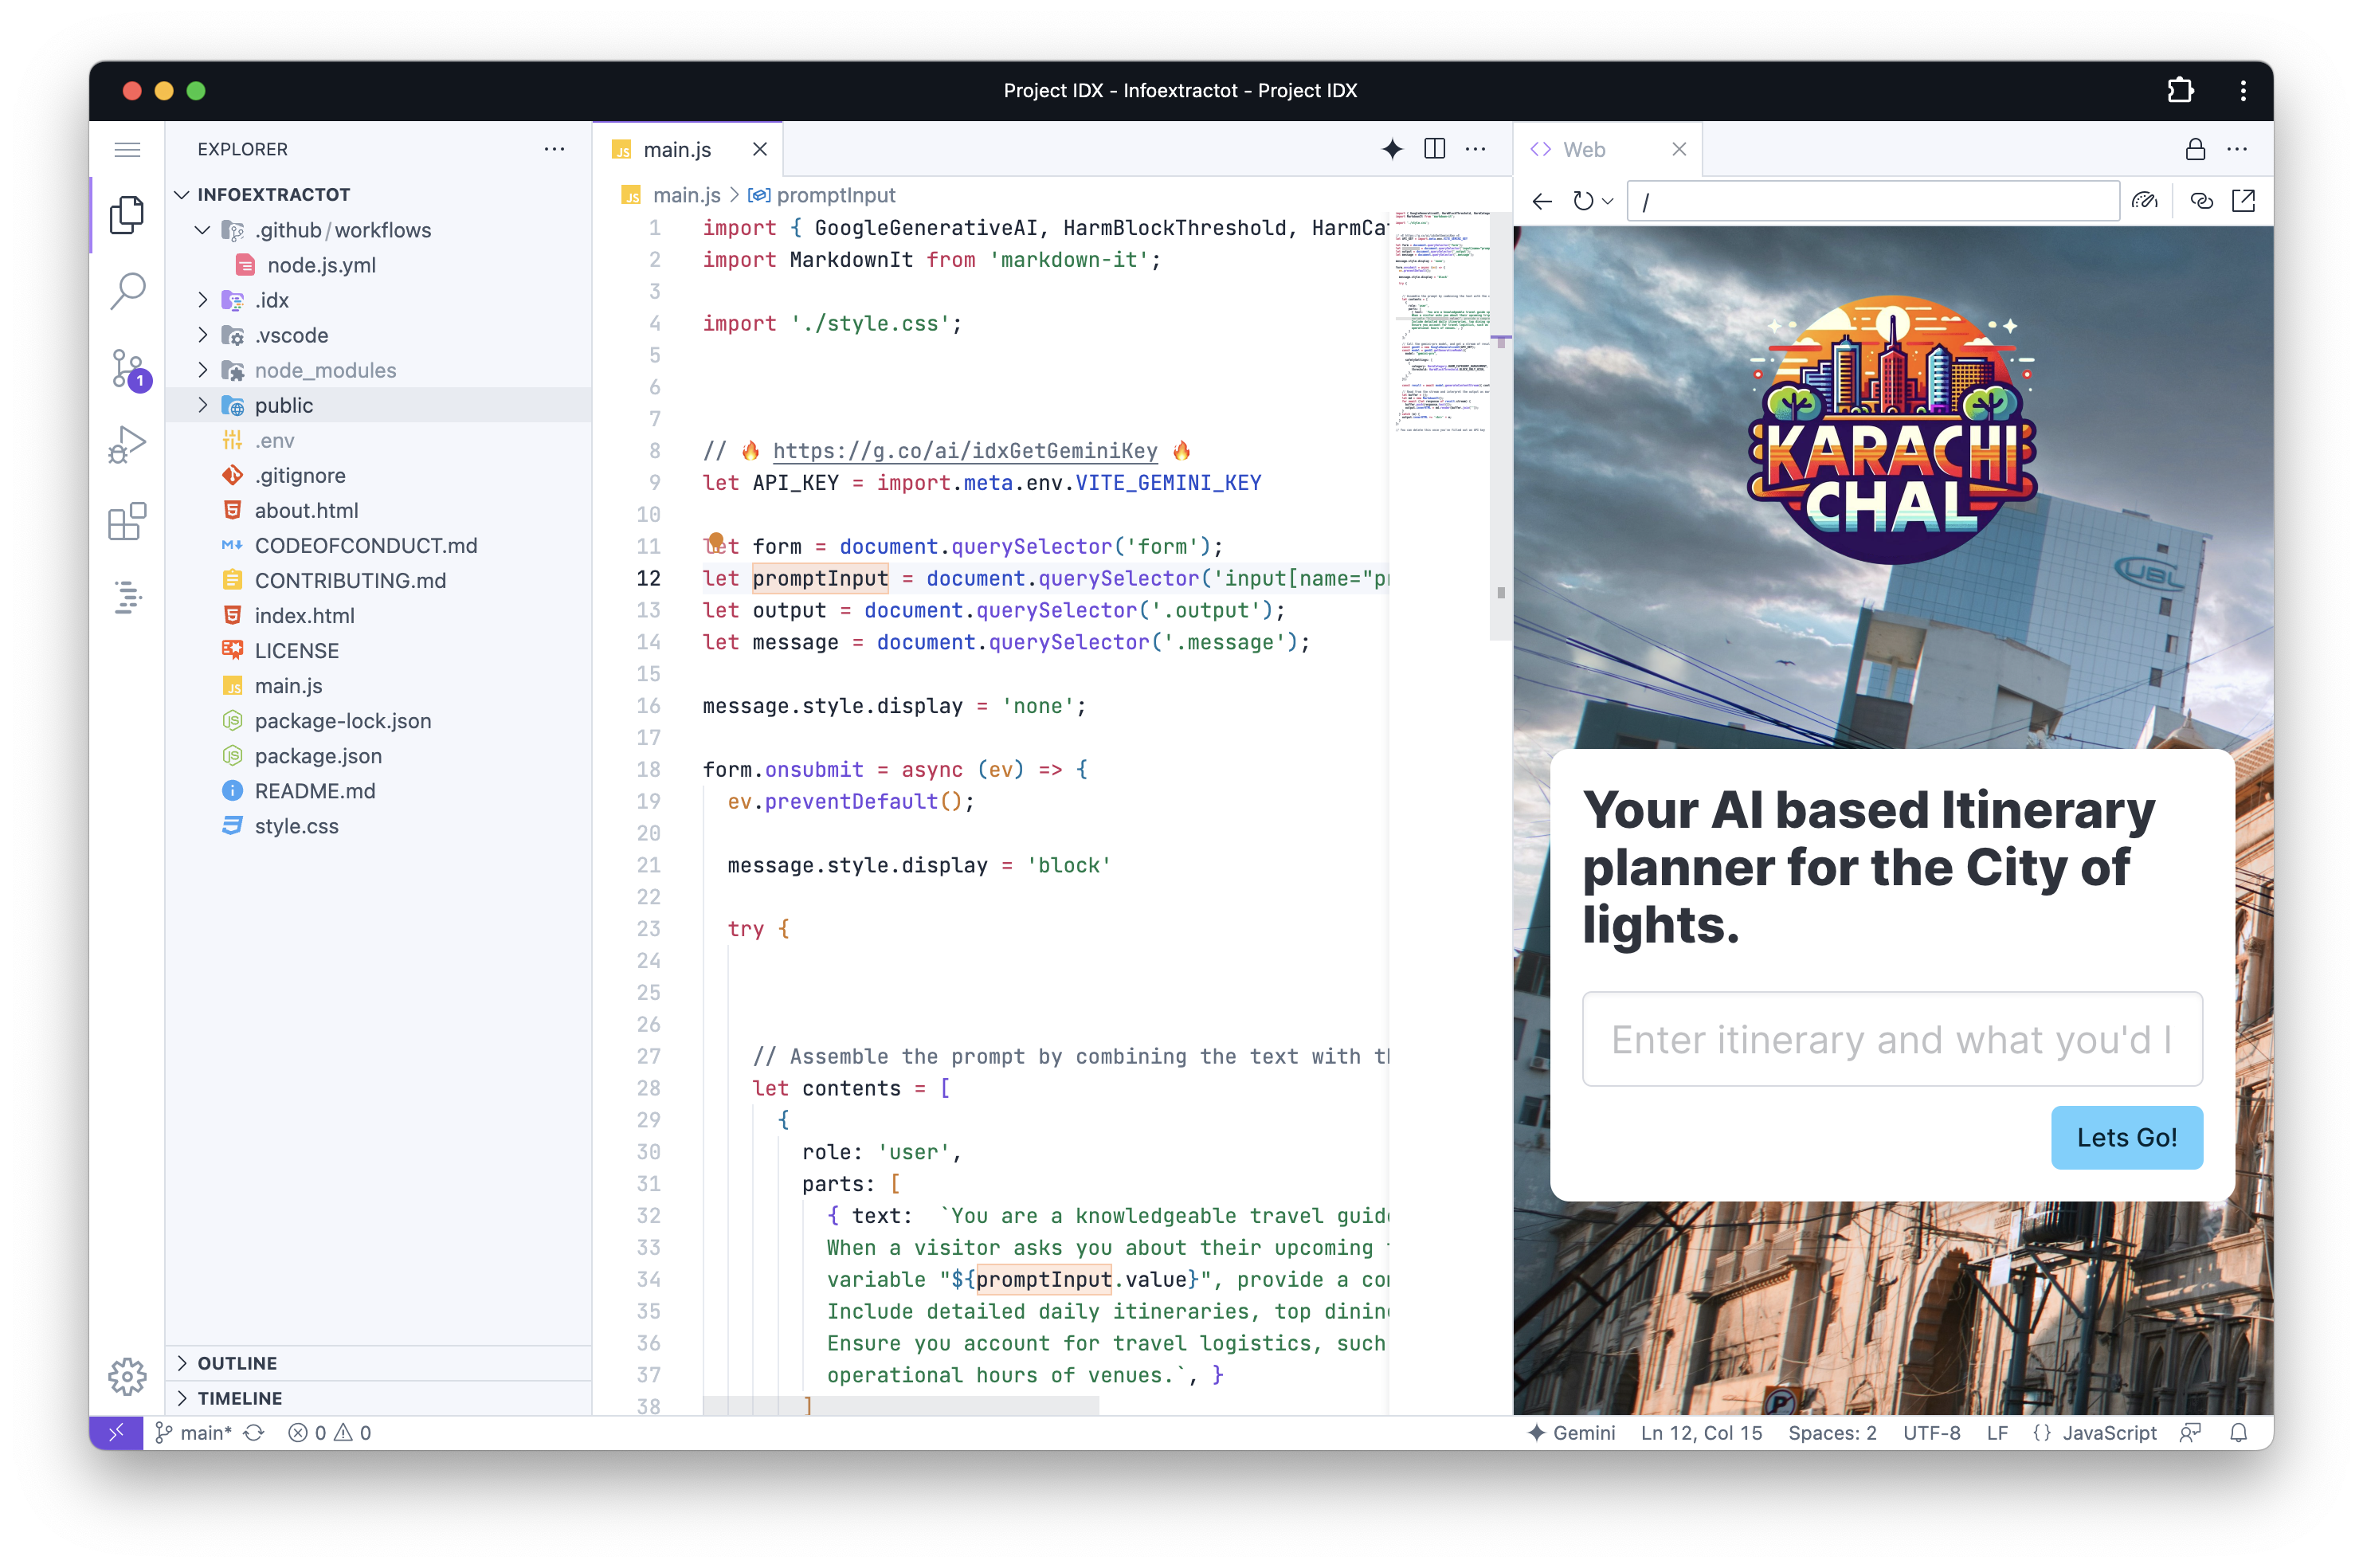 Project IDX - Infoextractot - Project IDX
EXPLORER
INFOEXTRACTOT
.github/workflows
node.js.yml
.idx
.vscode
node_modules
public
.env
.gitignore
about.html
CODEOFCONDUCT.md
CONTRIBUTING.md
index.html
LICENSE
main.js
package-lock.json
package.json
README.md
style.css
OUTLINE
TIMELINE
1
main.js
main.js > promptInput
1 import { GoogleGenerativeAI, HarmBlockThreshold, HarmCa
2 import MarkdownIt from 'markdown-it';
3
4 import './style.css';
5
6
7
8 // 🔥 https://g.co/ai/idxGetGeminiKey 🔥
9 let API_KEY = import.meta.env.VITE_GEMINI_KEY
10
11 let form = document.querySelector('form');
12 let promptInput = document.querySelector('input[name="pr
13 let output = document.querySelector('.output');
14 let message = document.querySelector('.message');
15
16 message.style.display = 'none';
17
18 form.onsubmit = async (ev) => {
19 ev.preventDefault();
20
21 message.style.display = 'block'
22
23 try {
24
25
26
27 // Assemble the prompt by combining the text with th
28 let contents = [
29 {
30 role: 'user',
31 parts: [
32 { text: `You are a knowledgeable travel guide
33 When a visitor asks you about their upcoming
34 variable "${promptInput.value}", provide a co
35 Include detailed daily itineraries, top dining
36 Ensure you account for travel logistics, such
37 operational hours of venues.`, }
38 ]
Web
/
KARACHI
CHAL
UBL
Your AI based Itinerary
planner for the City of
lights.
Enter itinerary and what you'd l
Lets Go!
P
main* 0 0
Gemini Ln 12, Col 15 Spaces: 2 UTF-8 LF {} JavaScript